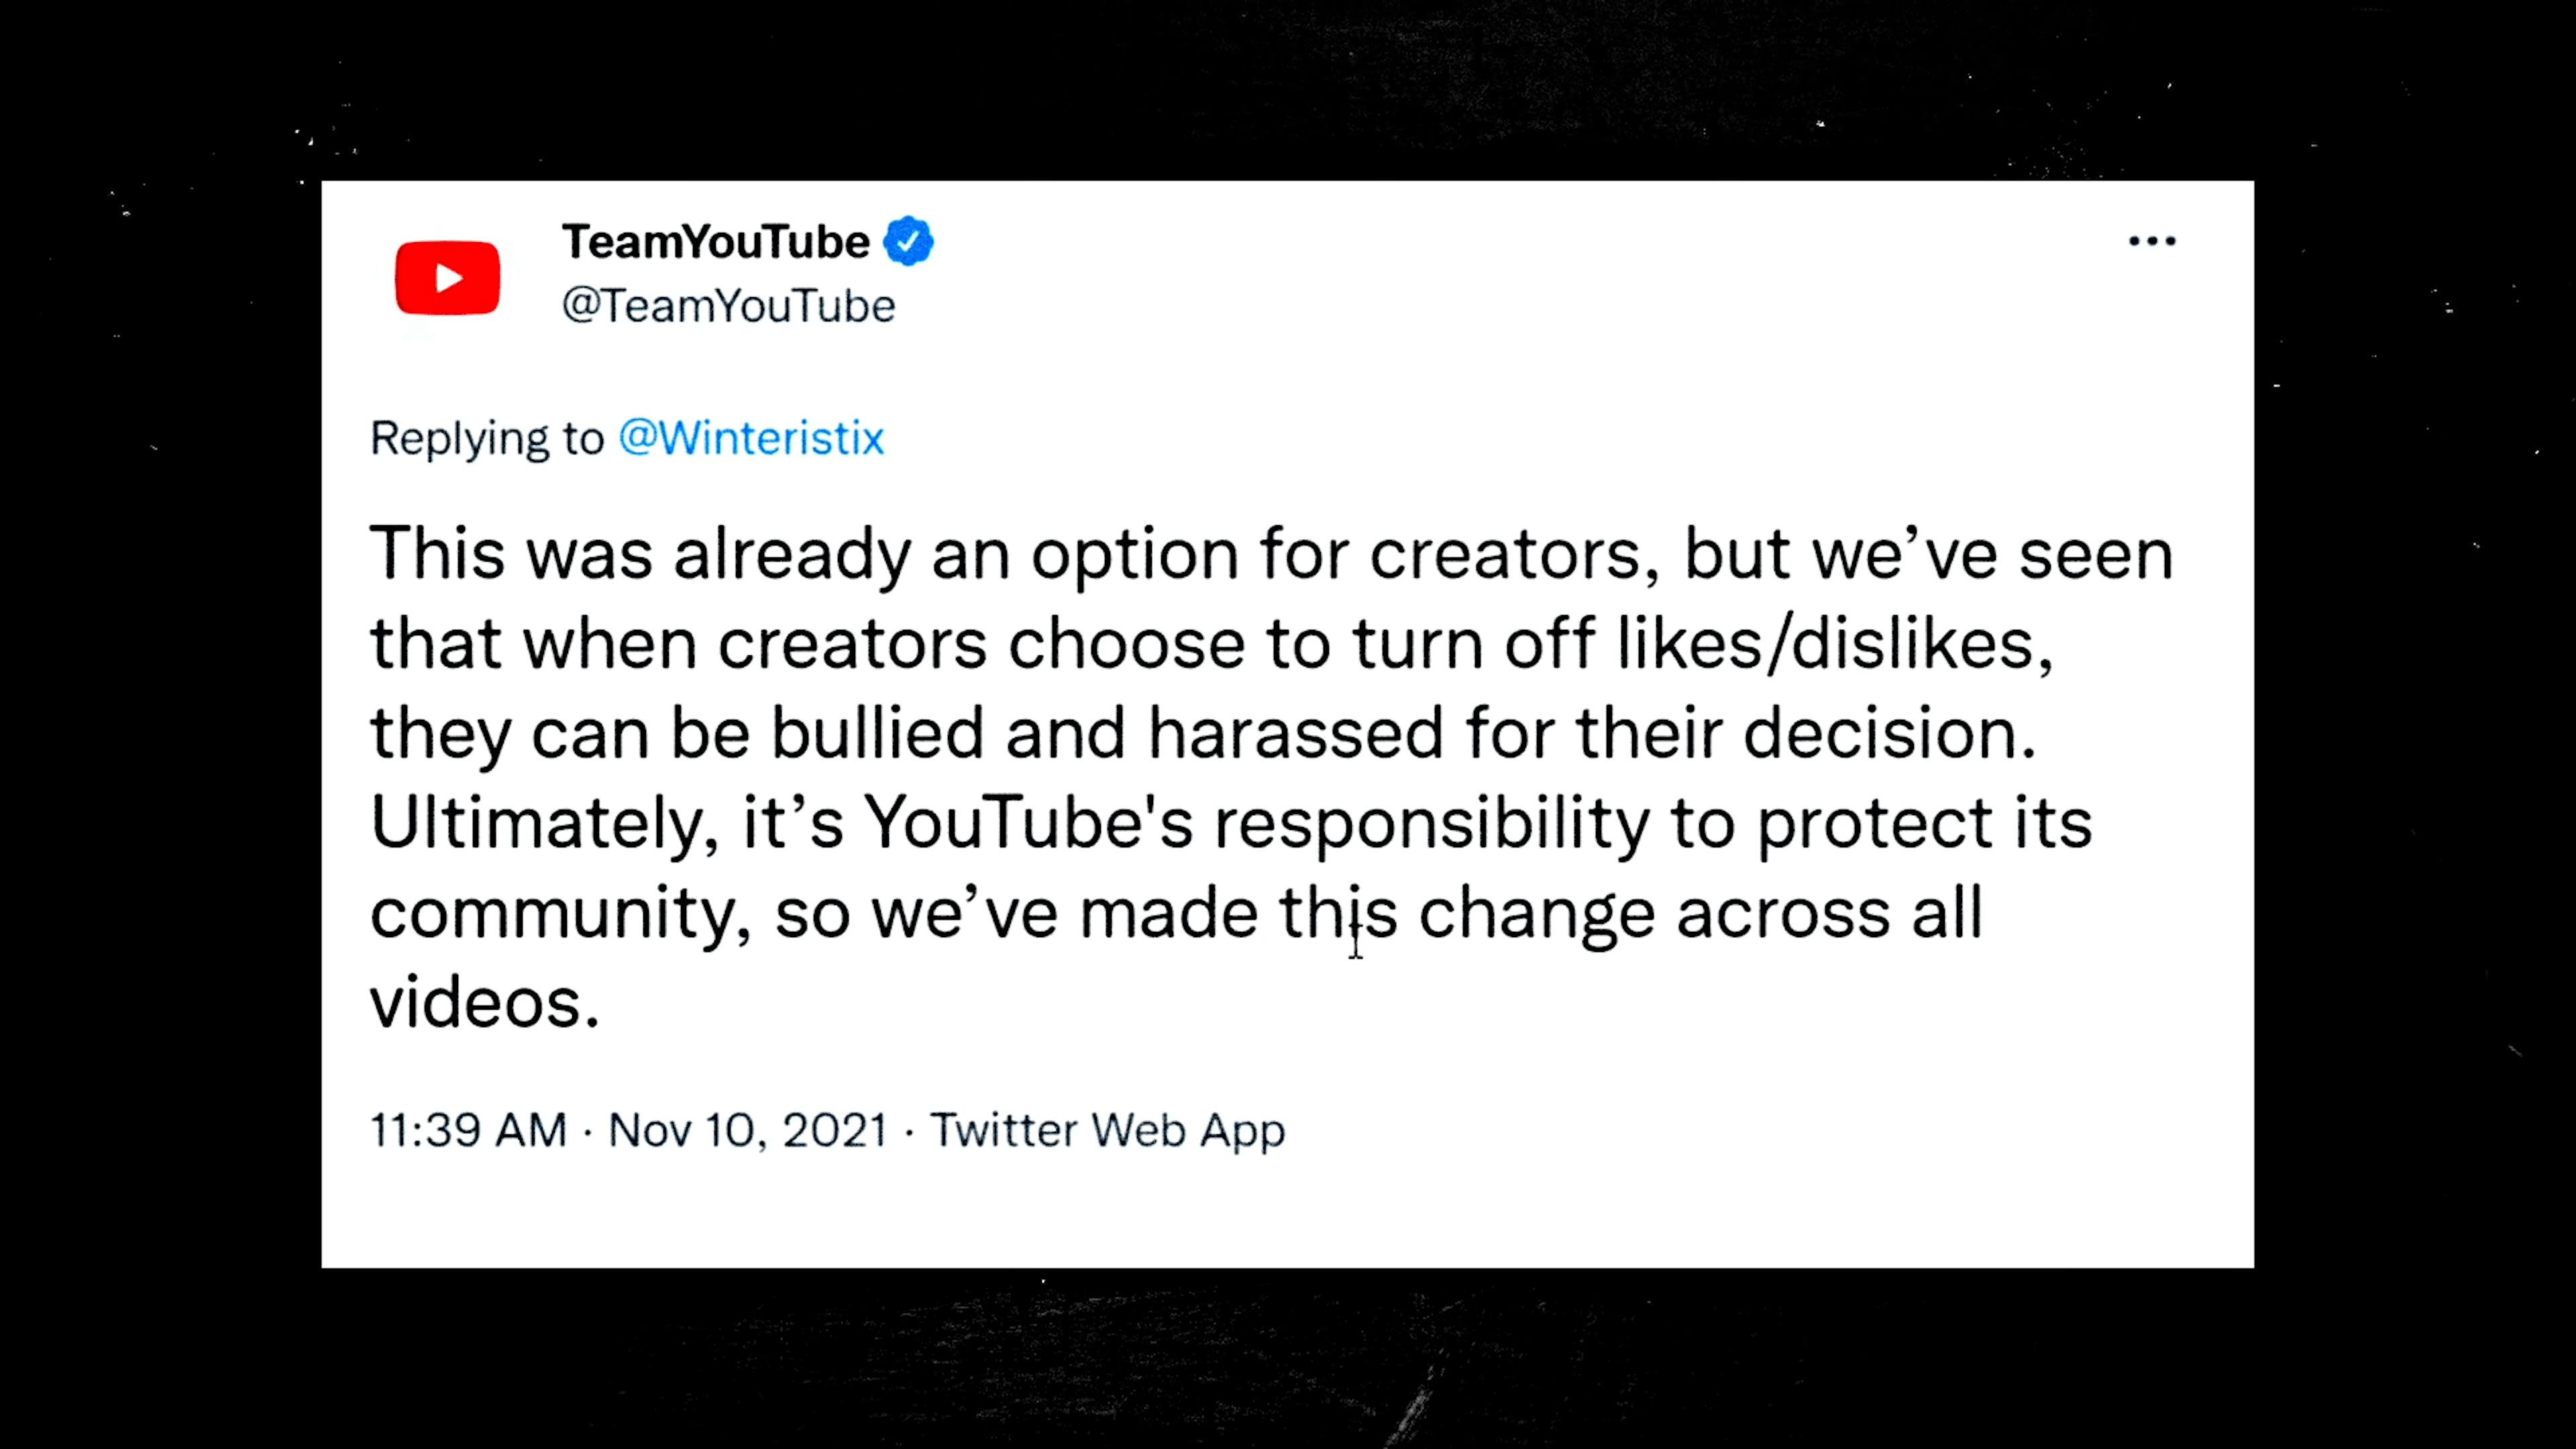 TeamYouTube
@TeamYouTube
Replying to @Winteristix
This was already an option for creators, but we’ve seen
that when creators choose to turn off likes/dislikes,
they can be bullied and harassed for their decision.
Ultimately, it’s YouTube's responsibility to protect its
community, so we’ve made this change across all
videos.
11:39 AM · Nov 10, 2021 · Twitter Web App